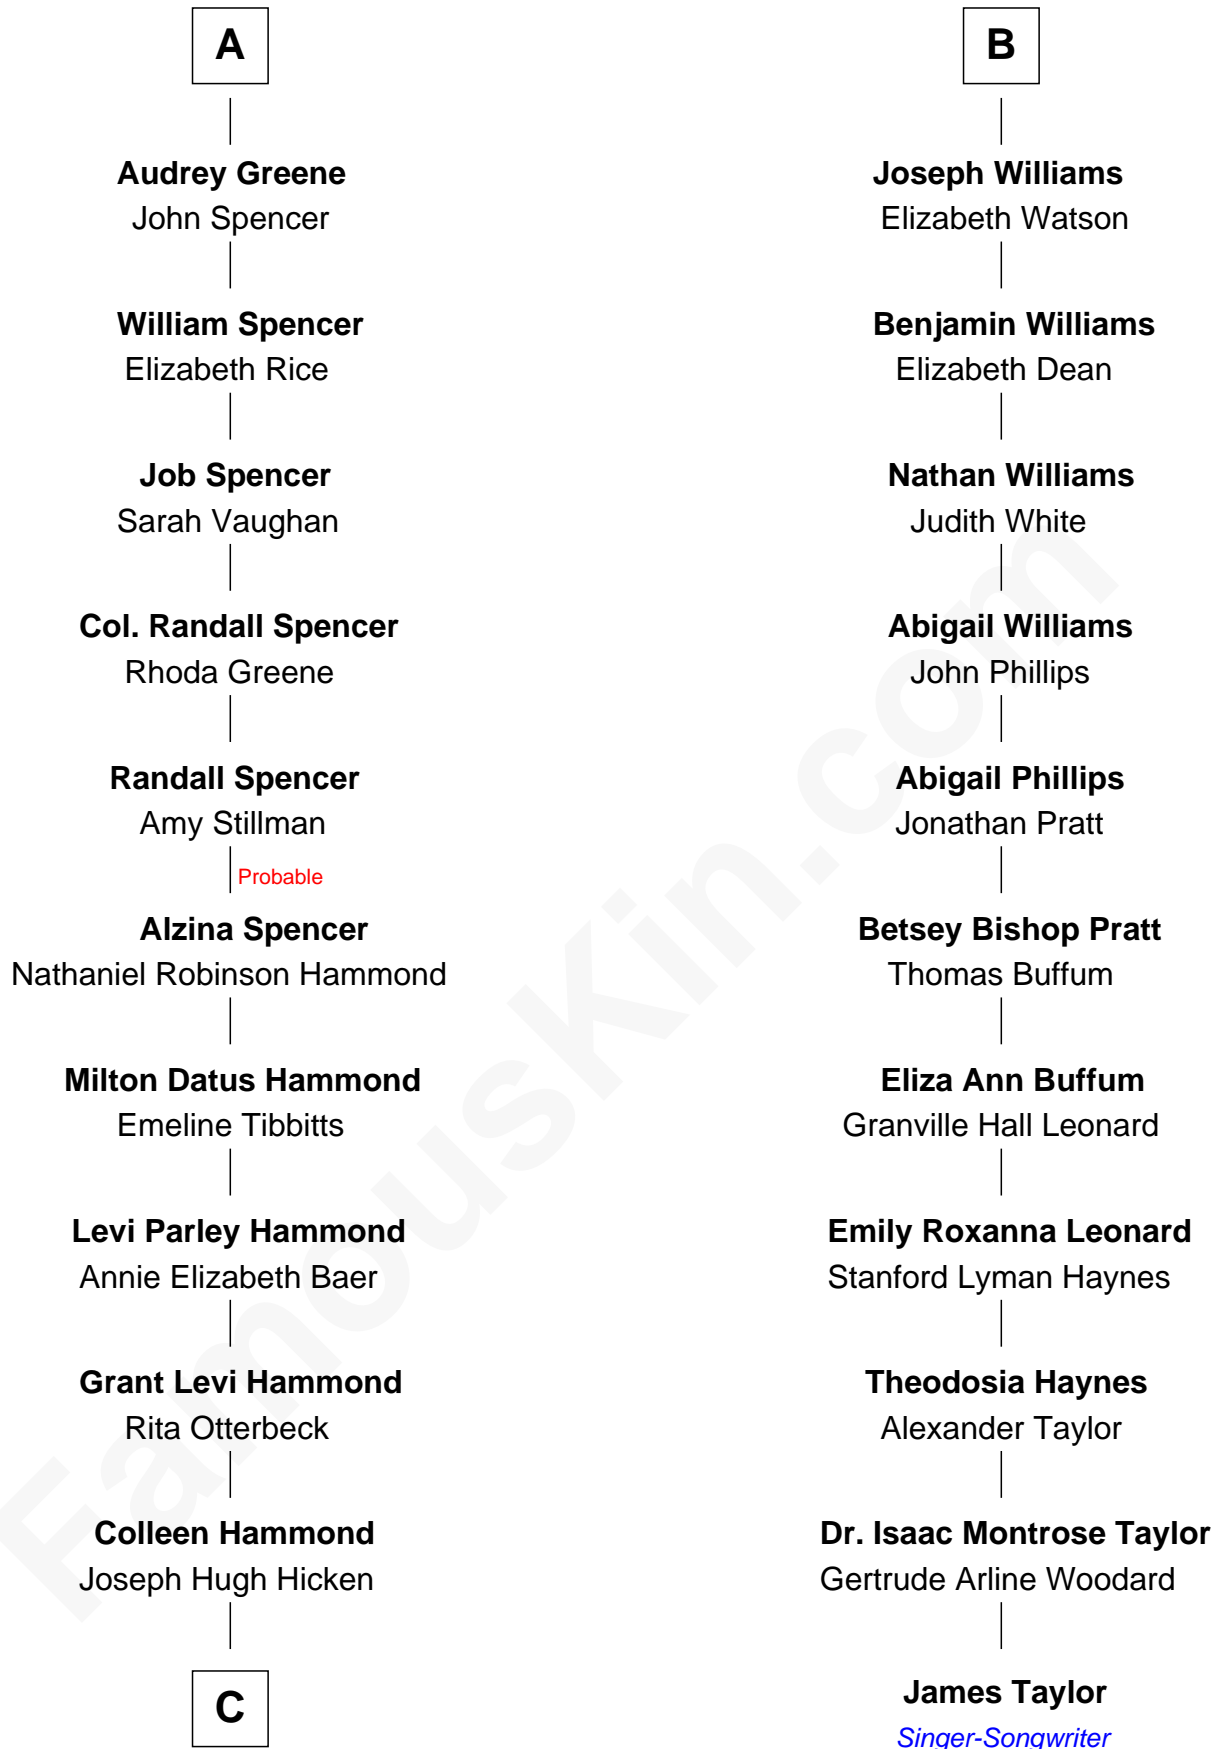 A
Audrey Greene
John Spencer
William Spencer
Elizabeth Rice
Job Spencer
Sarah Vaughan
Col. Randall Spencer
Rhoda Greene
Randall Spencer
Amy Stillman
Probable
Alzina Spencer
Nathaniel Robinson Hammond
Milton Datus Hammond
Emeline Tibbitts
Levi Parley Hammond
Annie Elizabeth Baer
Grant Levi Hammond
Rita Otterbeck
Colleen Hammond
Joseph Hugh Hicken
C
B
Joseph Williams
Elizabeth Watson
Benjamin Williams
Elizabeth Dean
Nathan Williams
Judith White
Abigail Williams
John Phillips
Abigail Phillips
Jonathan Pratt
Betsey Bishop Pratt
Thomas Buffum
Eliza Ann Buffum
Granville Hall Leonard
Emily Roxanna Leonard
Stanford Lyman Haynes
Theodosia Haynes
Alexander Taylor
Dr. Isaac Montrose Taylor
Gertrude Arline Woodard
James Taylor
Singer-Songwriter
FamousKin.com